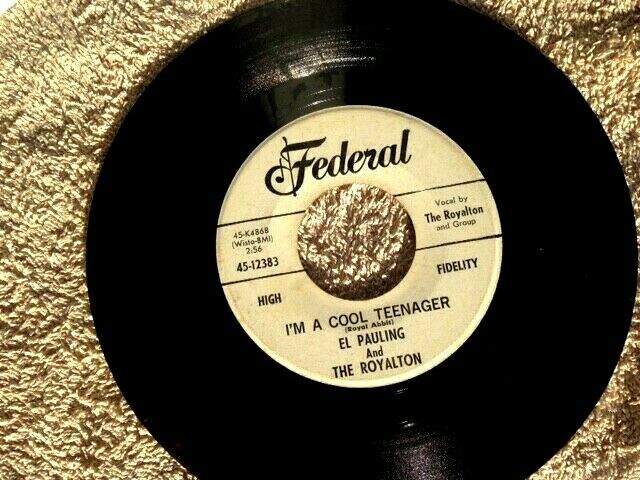 Federal
45-K4868
(Wisto-BMI)
2:56
45-12383
Vocal by
The Royalton
and Group
HIGH
FIDELITY
I'M A COOL TEENAGER
(Royal Abbit)
EL PAULING
And
THE ROYALTON